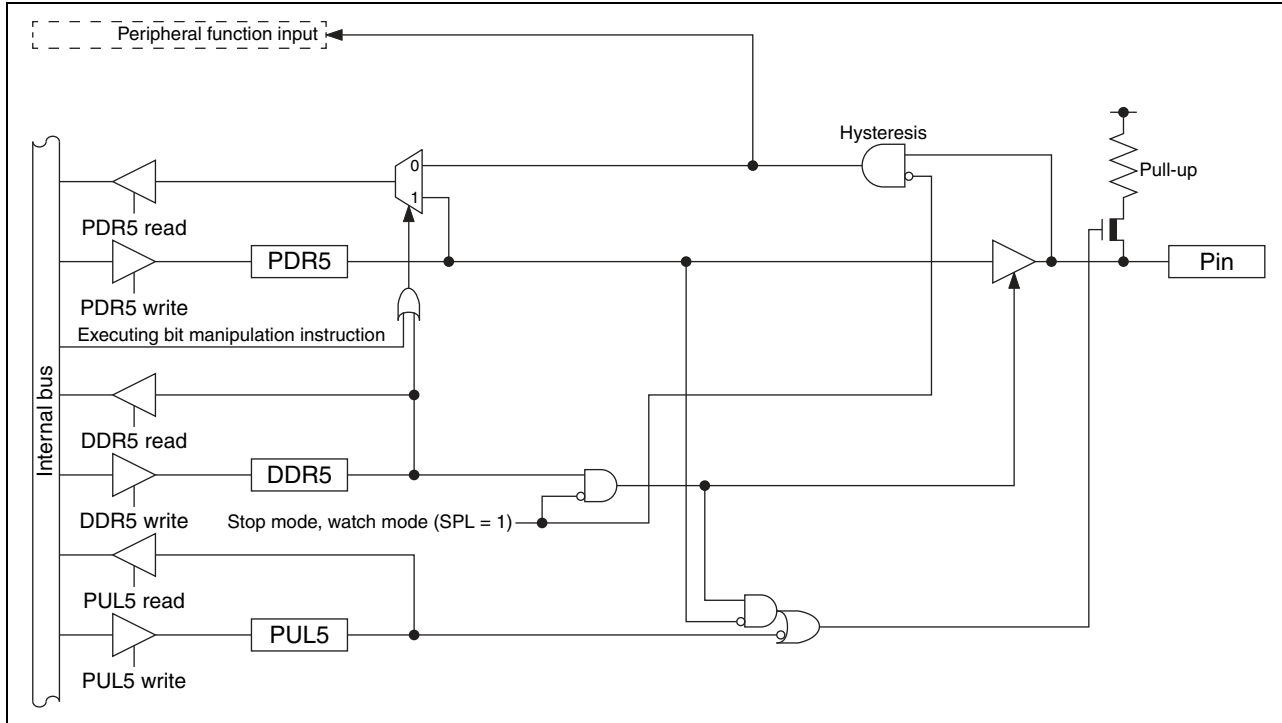 Peripheral function input
Hysteresis
0
Pull-up
1
PDR5 read
PDR5
Pin
PDR5 write
Executing bit manipulation instruction
Internal bus
DDR5 read
DDR5
DDR5 write
Stop mode, watch mode (SPL = 1)
PUL5 read
PUL5
PUL5 write